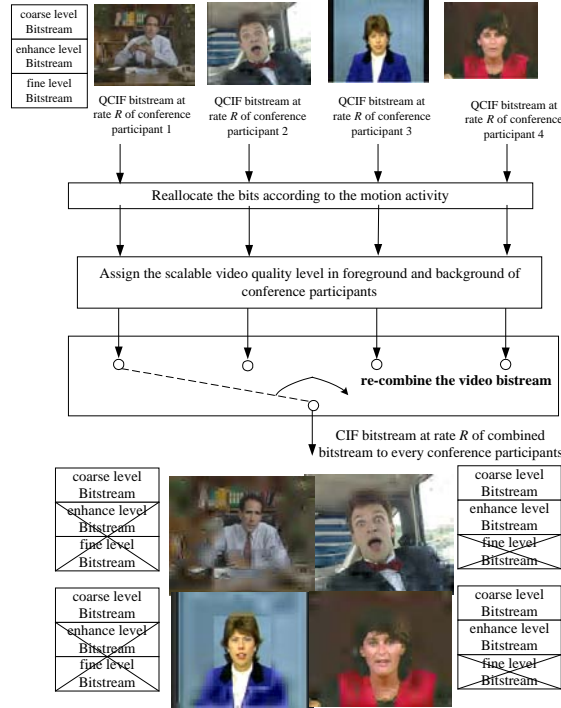 coarse level
Bitstream
enhance level
Bitstream
fine level
Bitstream
QCIF bitstream at
rate R of conference
participant 1
QCIF bitstream at
rate R of conference
participant 2
QCIF bitstream at
rate R of conference
participant 3
QCIF bitstream at
rate R of conference
participant 4
Reallocate the bits according to the motion activity
Assign the scalable video quality level in foreground and background of
conference participants
re-combine the video bistream
CIF bitstream at rate R of combined
bitstream to every conference participants
coarse level
Bitstream
enhance level
Bitstream
fine level
Bitstream
coarse level
Bitstream
enhance level
Bitstream
fine level
Bitstream
coarse level
Bitstream
enhance level
Bitstream
fine level
Bitstream
coarse level
Bitstream
enhance level
Bitstream
fine level
Bitstream